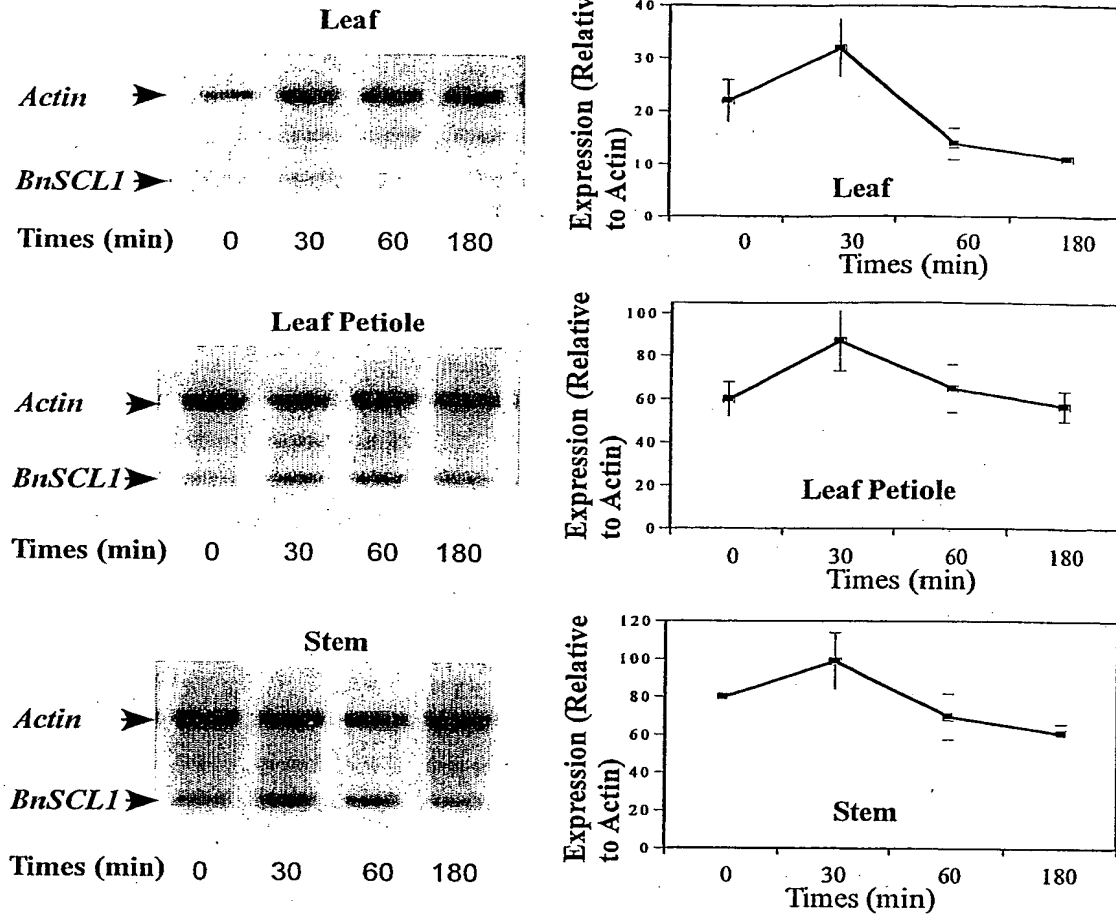 Leaf
Actin
BnSCL1
Times (min) 0 30 60 180
Expression (Relative
to Actin)
40
30
20
10
0
Leaf
0 30 60 180
Times (min)
Leaf Petiole
Actin
BnSCL1
Times (min) 0 30 60 180
Expression (Relative
to Actin)
100
80
60
40
20
0
Leaf Petiole
0 30 60 180
Times (min)
Stem
Actin
BnSCL1
Times (min) 0 30 60 180
Expression (Relative
to Actin)
120
100
80
60
40
20
0
Stem
0 30 60 180
Times (min)